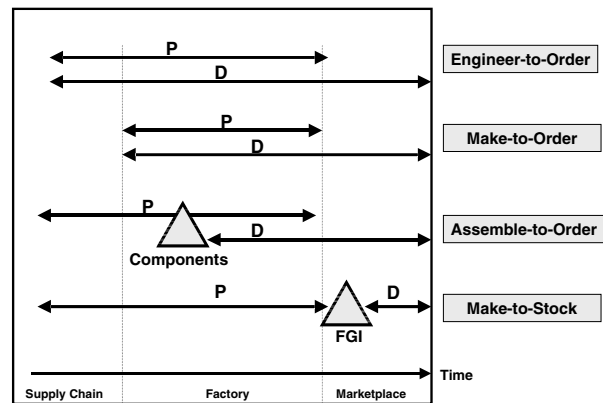 P
Engineer-to-Order
D
P
Make-to-Order
D
P
Assemble-to-Order
D
Components
P
D
Make-to-Stock
FGI
Time
Supply Chain Factory Marketplace